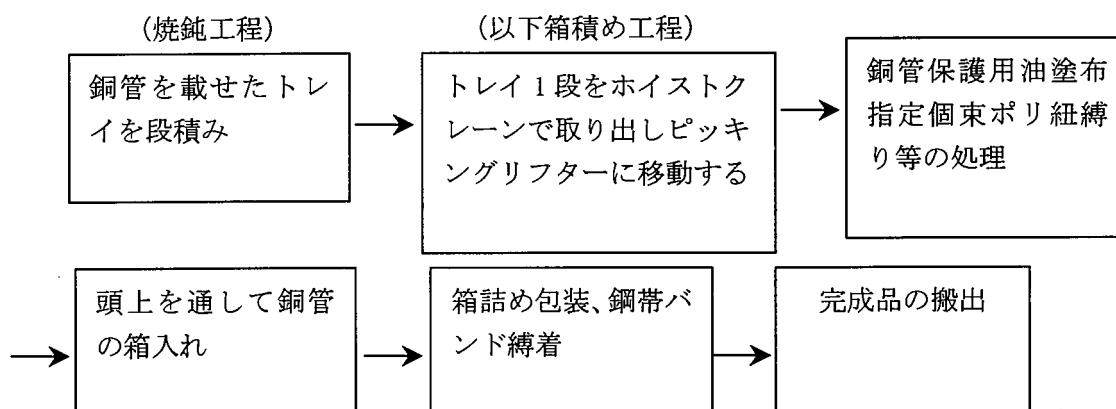 (焼鈍工程)
(以下箱積め工程)
銅管を載せたトレ
イを段積み
トレイ1段をホイストク
レーンで取り出しピッキ
ングリフターに移動する
銅管保護用油塗布
指定個束ポリ紐縛
り等の処理
頭上を通して銅管
の箱入れ
箱詰め包装、鋼帯バ
ンド縛着
完成品の搬出